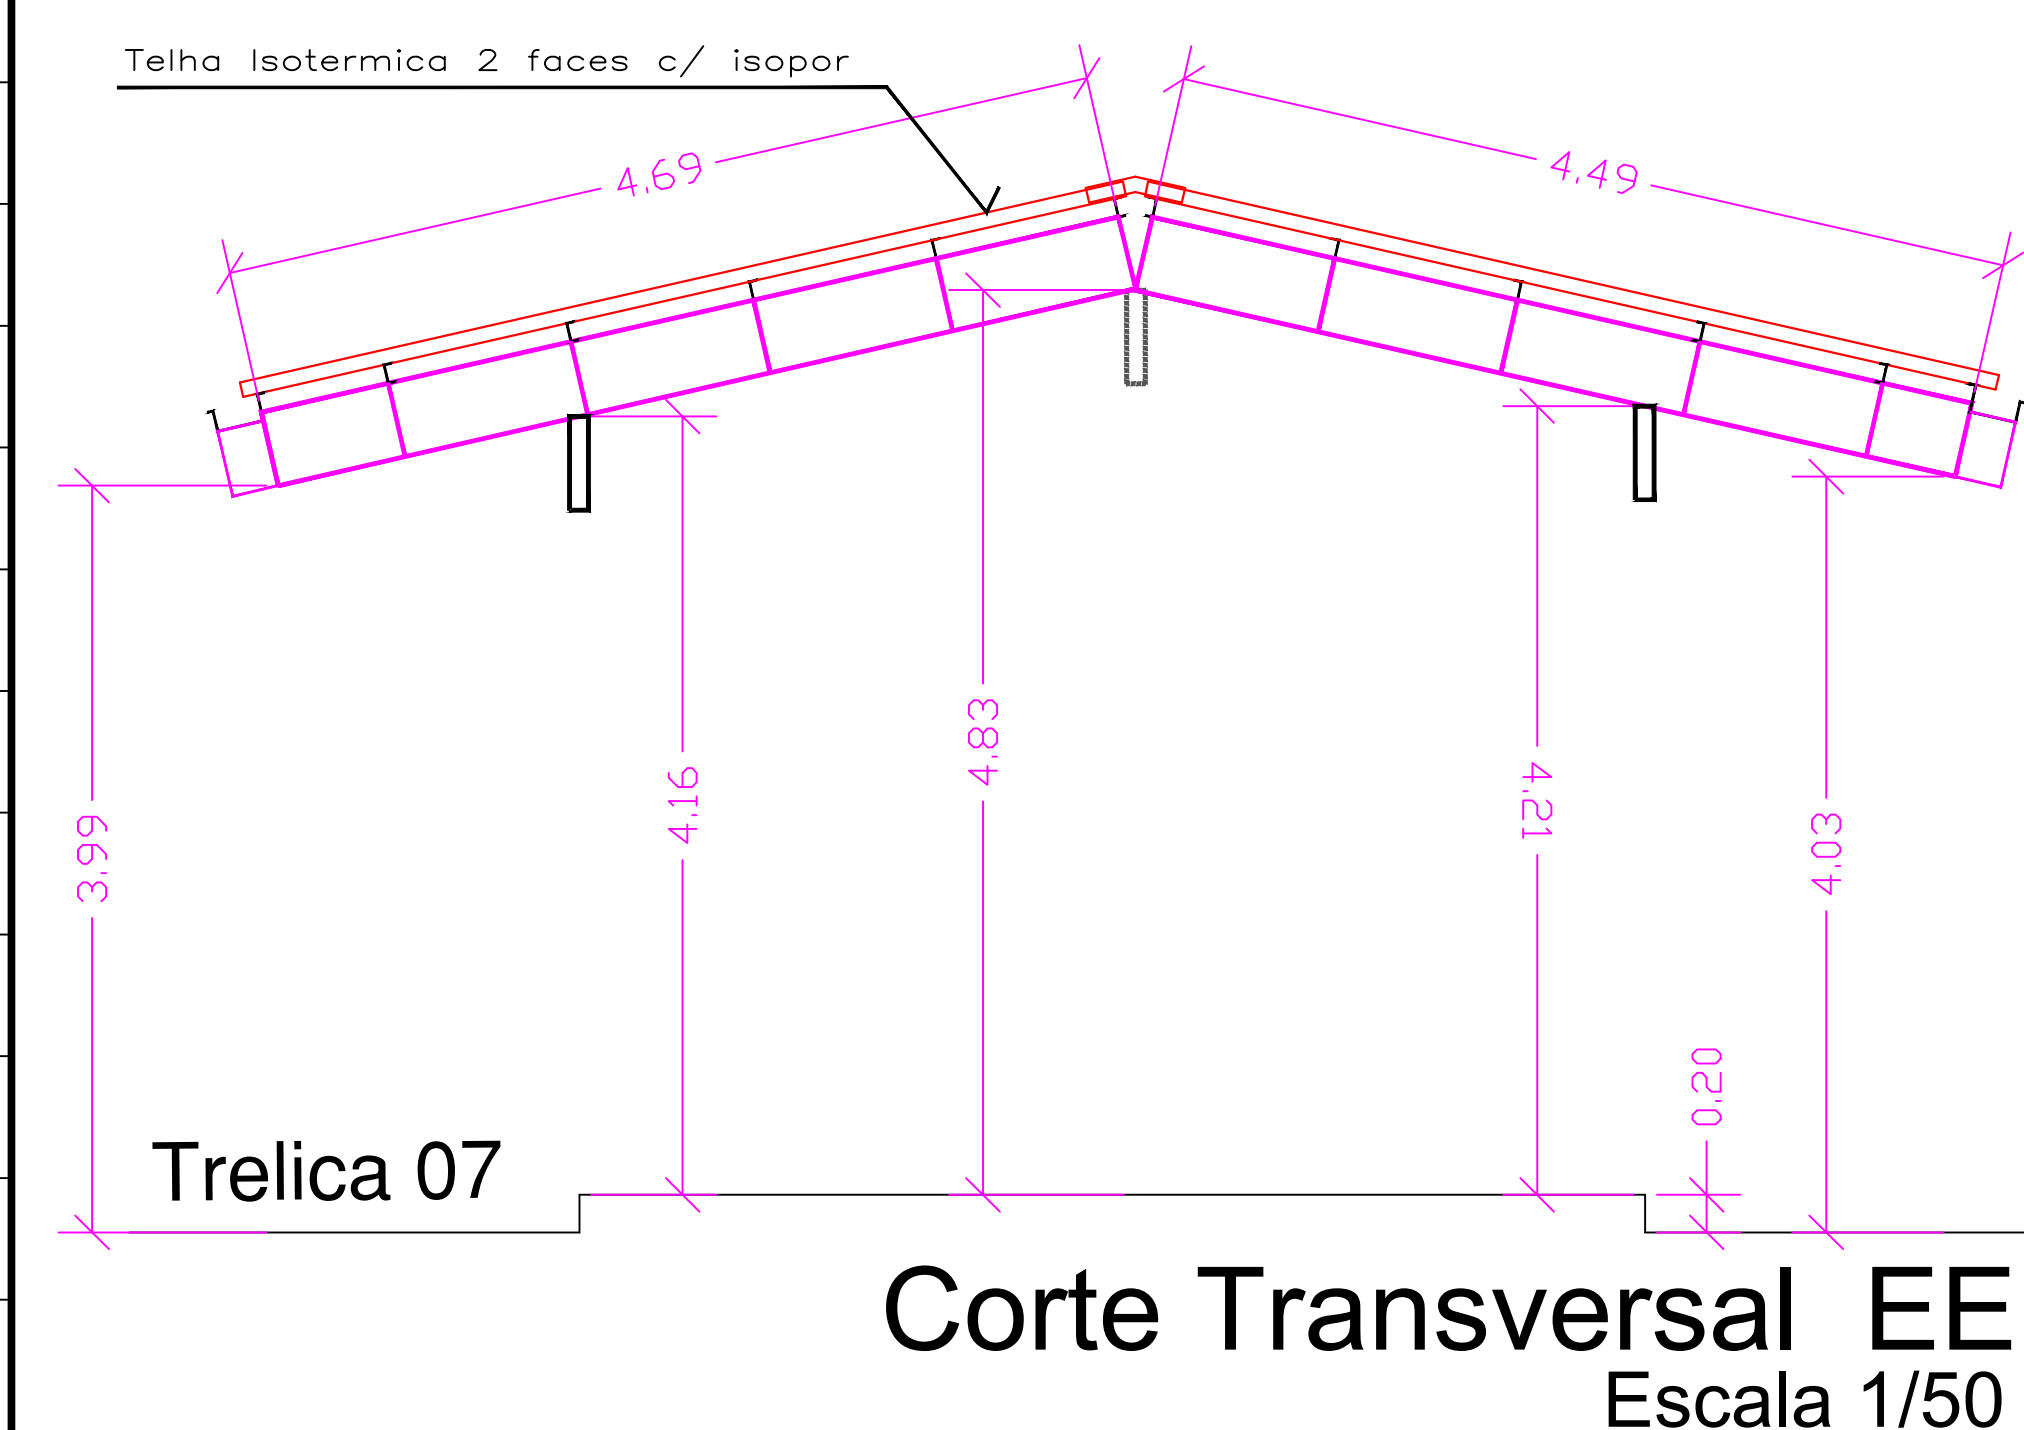 Telha Isotermica 2 faces c/ isopor
4.69
4.49
4.83
4.16
4.21
3.99
4.03
0.20
Trelica 07
Corte Transversal EE
Escala 1/50